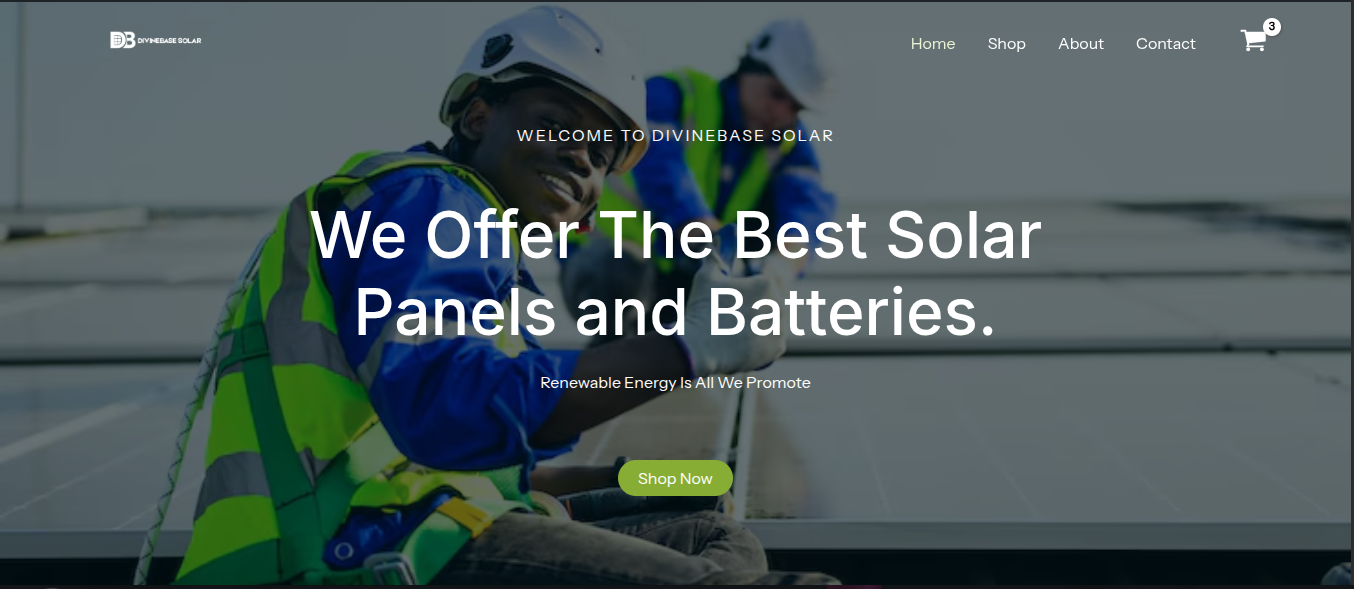 DB DIVINEBASE SOLAR
Home Shop About Contact 3
WELCOME TO DIVINEBASE SOLAR
We Offer The Best Solar
Panels and Batteries.
Renewable Energy Is All We Promote
Shop Now